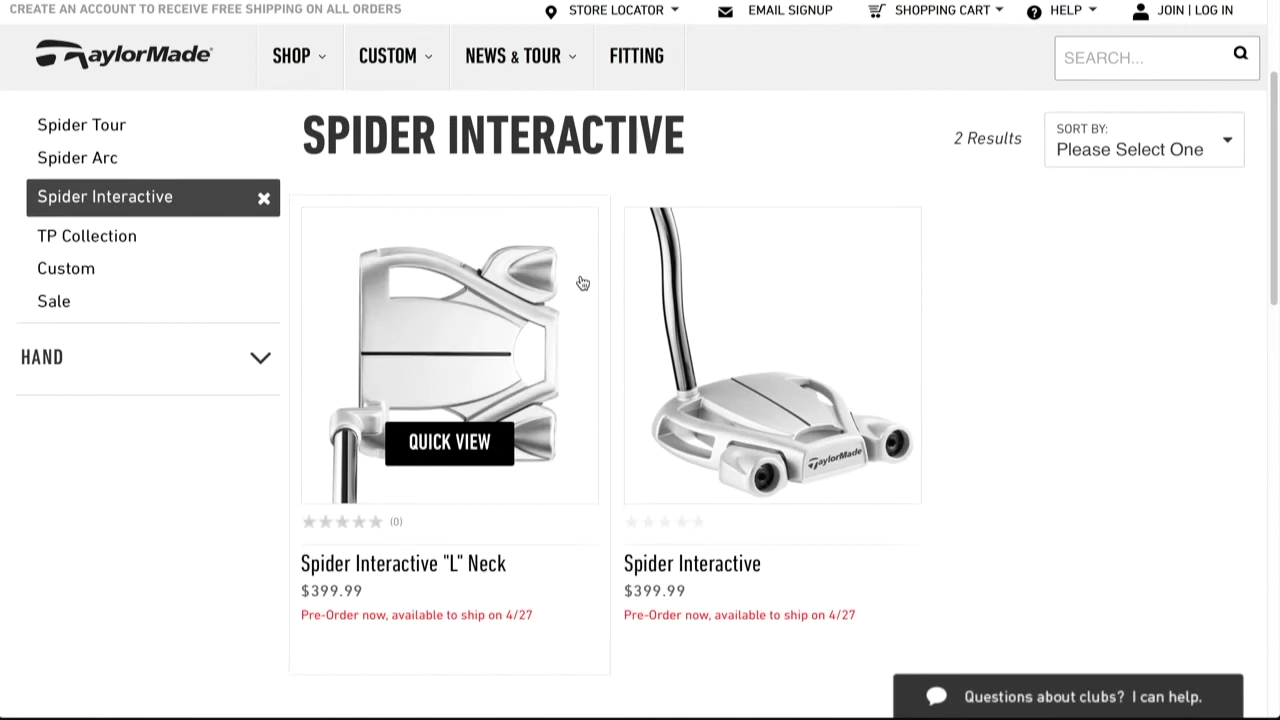 CREATE AN ACCOUNT TO RECEIVE FREE SHIPPING ON ALL ORDERS
STORE LOCATOR
EMAIL SIGNUP
SHOPPING CART
HELP
JOIN | LOG IN
TaylorMade
SHOP
CUSTOM
NEWS & TOUR
FITTING
SEARCH...
Spider Tour
Spider Arc
Spider Interactive
TP Collection
Custom
Sale
HAND
SPIDER INTERACTIVE
2 Results
SORT BY:
Please Select One
QUICK VIEW
TaylorMade
(0)
Spider Interactive "L" Neck
$399.99
Pre-Order now, available to ship on 4/27
Spider Interactive
$399.99
Pre-Order now, available to ship on 4/27
Questions about clubs? I can help.